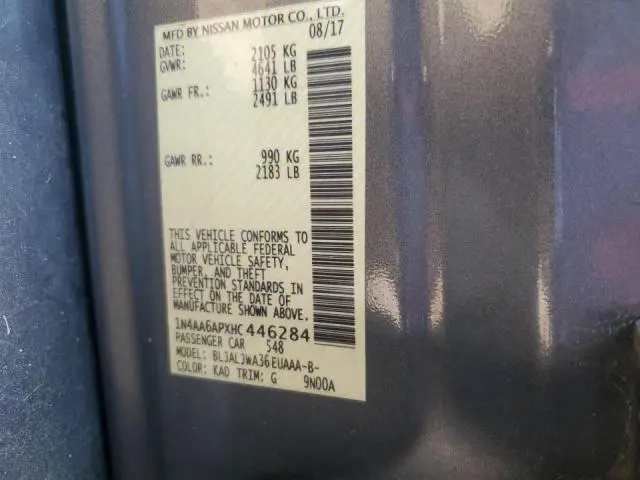 MFD BY NISSAN MOTOR CO., LTD.
DATE: 08/17
GVWR: 2105 KG
4641 LB
GAWR FR.: 1130 KG
2491 LB
GAWR RR.: 990 KG
2183 LB
THIS VEHICLE CONFORMS TO
ALL APPLICABLE FEDERAL
MOTOR VEHICLE SAFETY,
BUMPER, AND THEFT
PREVENTION STANDARDS IN
EFFECT ON THE DATE OF
MANUFACTURE SHOWN ABOVE.
1N4AA6APXHC446284
PASSENGER CAR 548
MODEL: BL3AL3WA36EUAAA-B-
COLOR: KAD TRIM: G 9N00A